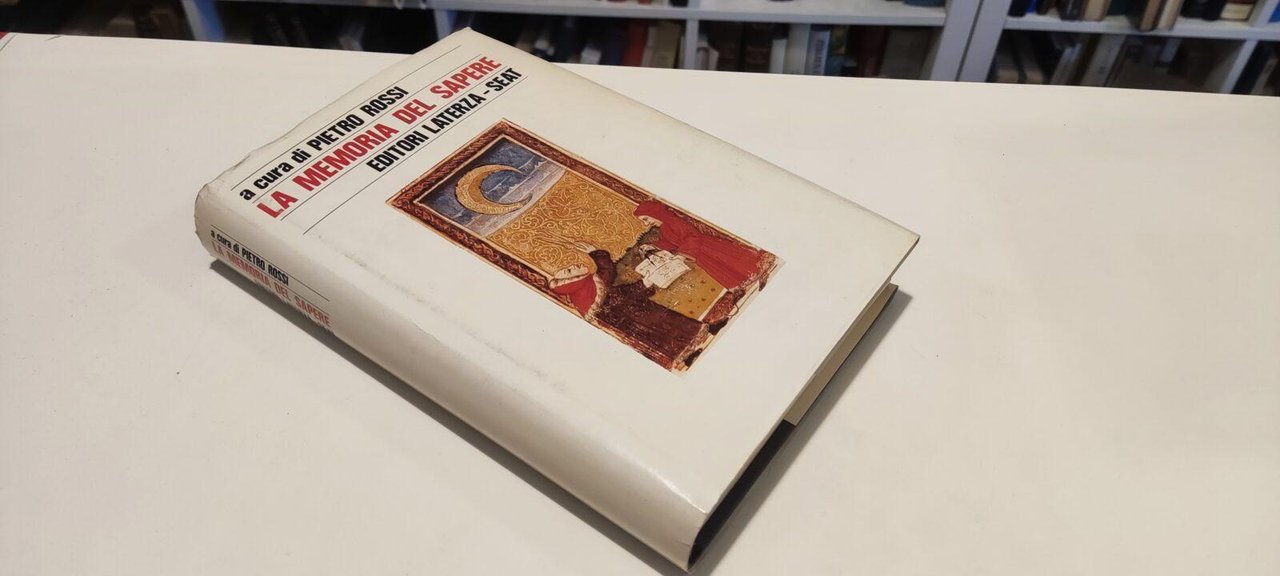 a cura di PIETRO ROSSI
LA MEMORIA DEL SAPERE
EDITORI LATERZA - SEAT
a cura di PIETRO ROSSI
LA MEMORIA DEL SAPERE